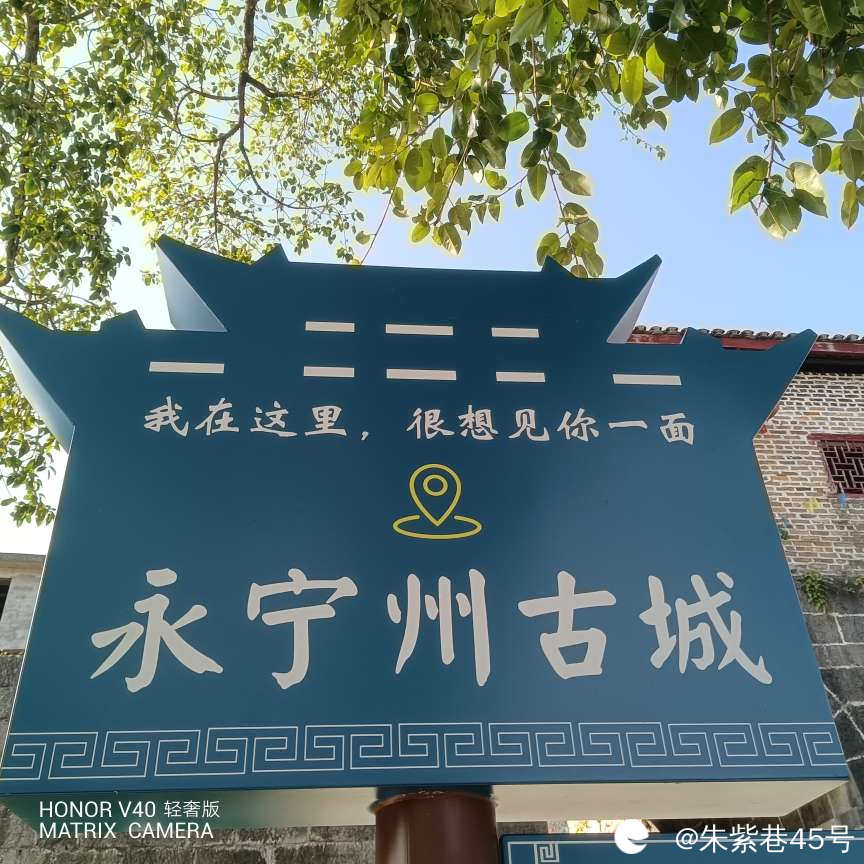 我在这里，很想见你一面
永宁州古城
HONOR V40 轻奢版
MATRIX CAMERA
@朱紫巷45号